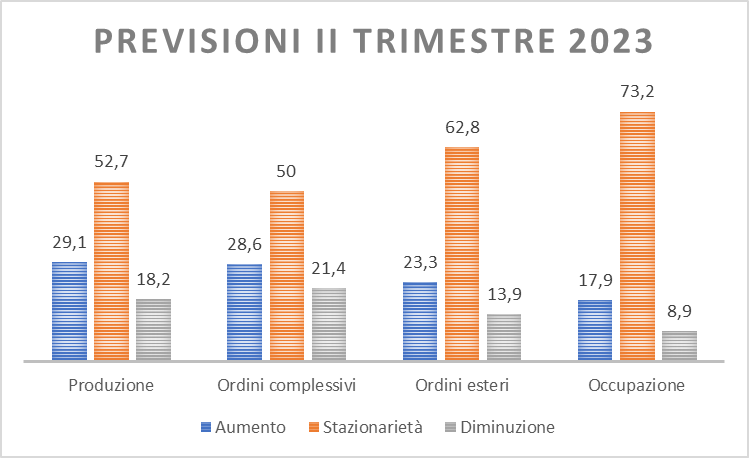 PREVISIONI II TRIMESTRE 2023
29,1
52,7
18,2
28,6
50
21,4
23,3
62,8
13,9
17,9
73,2
8,9
Produzione
Ordini complessivi
Ordini esteri
Occupazione
Aumento
Stazionarietà
Diminuzione